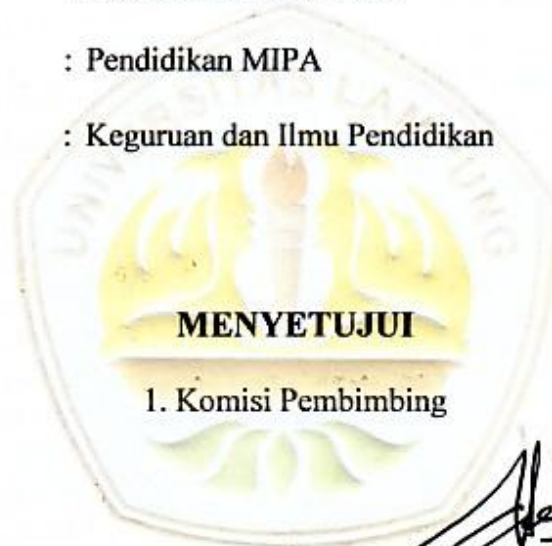 : Pendidikan MIPA
: Keguruan dan Ilmu Pendidikan
MENYETUJUI
1. Komisi Pembimbing